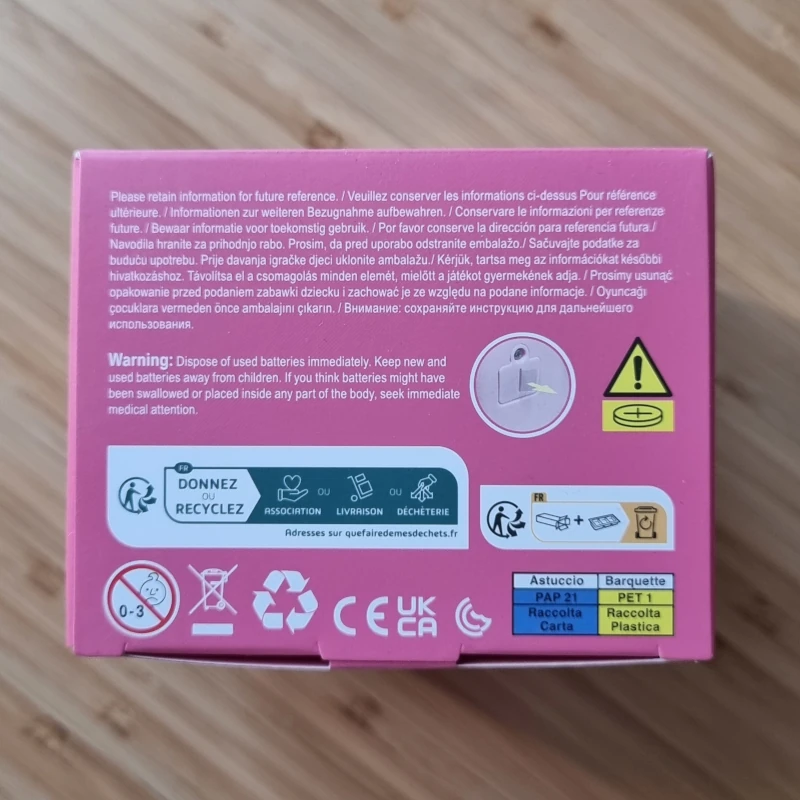 Please retain information for future reference. / Veuillez conserver les informations ci-dessus Pour référence
ultérieure. / Informationen zur weiteren Bezugnahme aufbewahren. / Conservare le informazioni per referenze
future. / Bewaar informatie voor toekomstig gebruik. / Por favor conserve la dirección para referencia futura./
Navodila hranite za prihodnjo rabo. Prosim, da pred uporabo odstranite embalažo./ Sačuvajte podatke za
buduću upotrebu. Prije davanja igračke djeci uklonite ambalažu./ Kérjük, tartsa meg az információkat későbbi
hivatkozáshoz. Távolítsa el a csomagolás minden elemét, mielőtt a játékot gyermekének adja. / Prosimy usunąć
opakowanie przed podaniem zabawki dziecku i zachować je ze względu na podane informacje. / Oyuncağı
çocuklara vermeden önce ambalajını çıkarın. / Внимание: сохраняйте инструкцию для дальнейшего
использования.
Warning: Dispose of used batteries immediately. Keep new and
used batteries away from children. If you think batteries might have
been swallowed or placed inside any part of the body, seek immediate
medical attention.
FR
DONNEZ
OU
RECYCLEZ
ASSOCIATION OU LIVRAISON OU DÉCHÈTERIE
Adresses sur quefairedemesdechets.fr
FR
+
0-3
CE
UK
CA
Astuccio Barquette
PAP 21 PET 1
Raccolta Raccolta
Carta Plastica